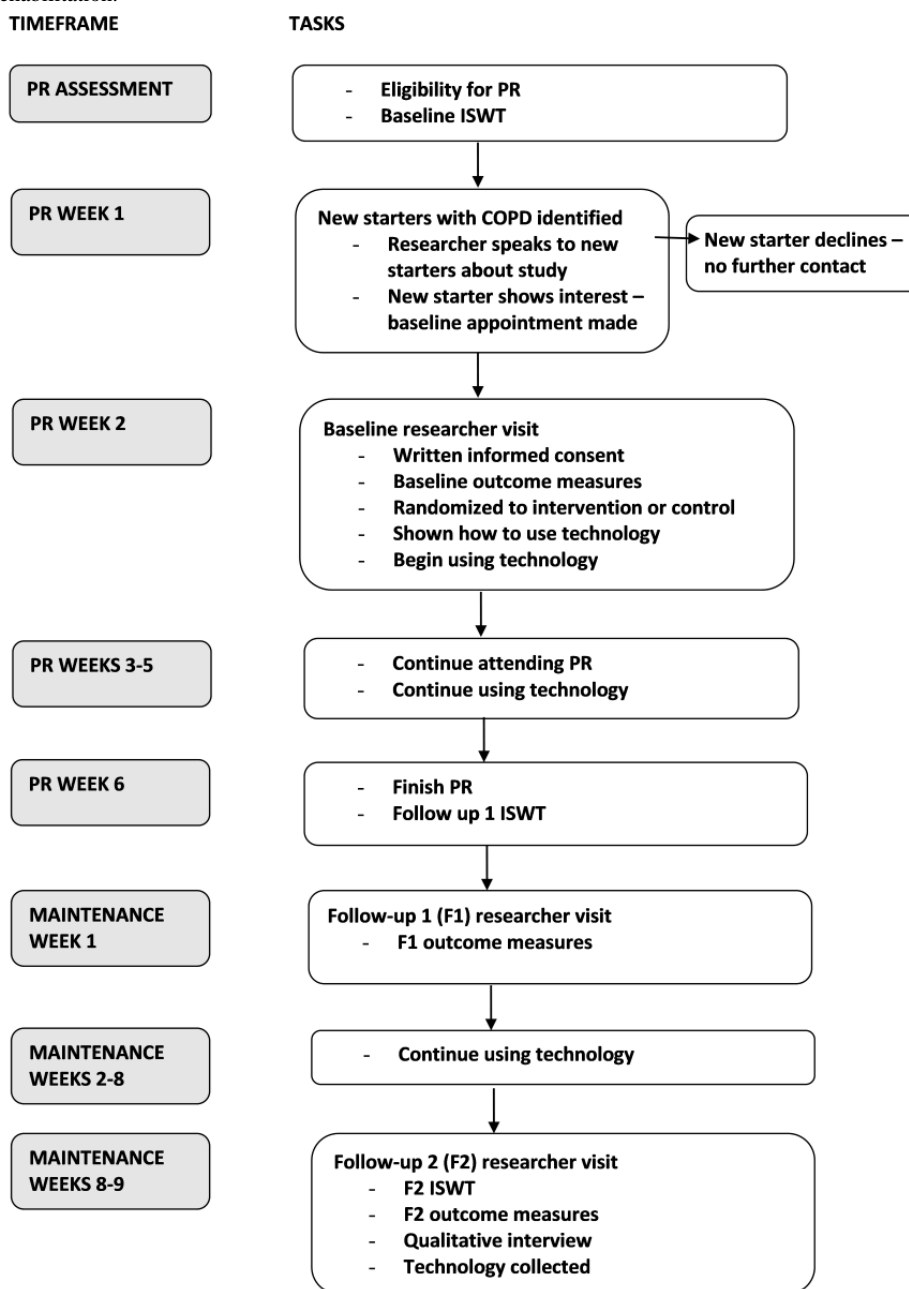 TIMEFRAME
TASKS
PR ASSESSMENT
- Eligibility for PR
- Baseline ISWT
PR WEEK 1
New starters with COPD identified
- Researcher speaks to new
starters about study
- New starter shows interest –
baseline appointment made
New starter declines –
no further contact
PR WEEK 2
Baseline researcher visit
- Written informed consent
- Baseline outcome measures
- Randomized to intervention or control
- Shown how to use technology
- Begin using technology
PR WEEKS 3-5
- Continue attending PR
- Continue using technology
PR WEEK 6
- Finish PR
- Follow up 1 ISWT
MAINTENANCE
WEEK 1
Follow-up 1 (F1) researcher visit
- F1 outcome measures
MAINTENANCE
WEEKS 2-8
- Continue using technology
MAINTENANCE
WEEKS 8-9
Follow-up 2 (F2) researcher visit
- F2 ISWT
- F2 outcome measures
- Qualitative interview
- Technology collected